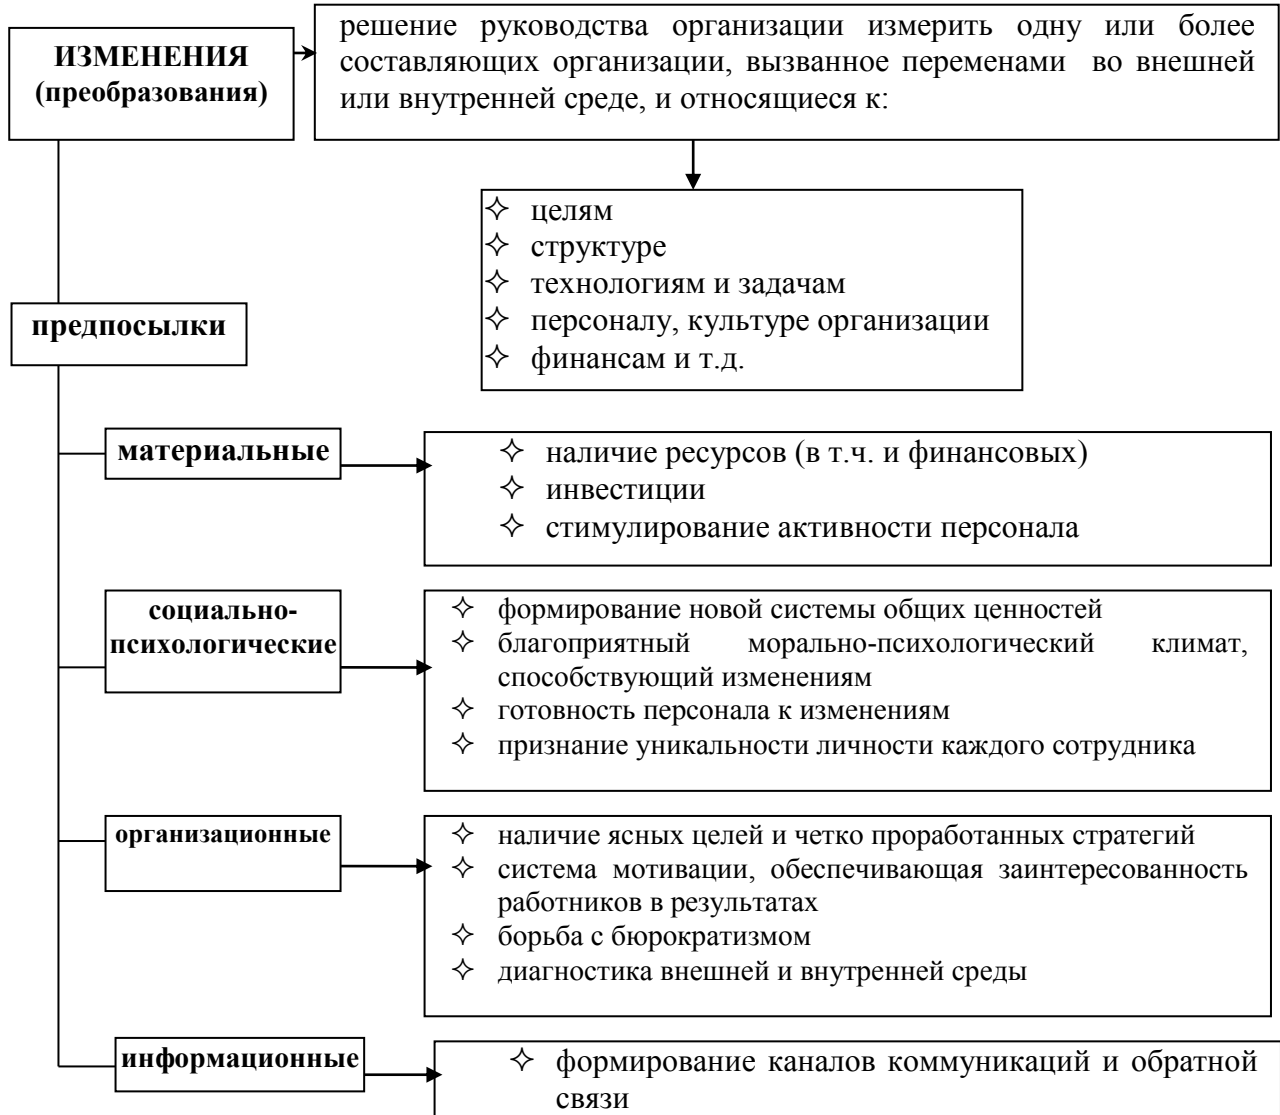 ИЗМЕНЕНИЯ
(преобразования)
решение руководства организации измерить одну или более
составляющих организации, вызванное переменами во внешней
или внутренней среде, и относящиеся к:
целям
структуре
технологиям и задачам
персоналу, культуре организации
финансам и т.д.
предпосылки
материальные
наличие ресурсов (в т.ч. и финансовых)
инвестиции
стимулирование активности персонала
социально-
психологические
формирование новой системы общих ценностей
благоприятный морально-психологический климат,
способствующий изменениям
готовность персонала к изменениям
признание уникальности личности каждого сотрудника
организационные
наличие ясных целей и четко проработанных стратегий
система мотивации, обеспечивающая заинтересованность
работников в результатах
борьба с бюрократизмом
диагностика внешней и внутренней среды
информационные
формирование каналов коммуникаций и обратной
связи